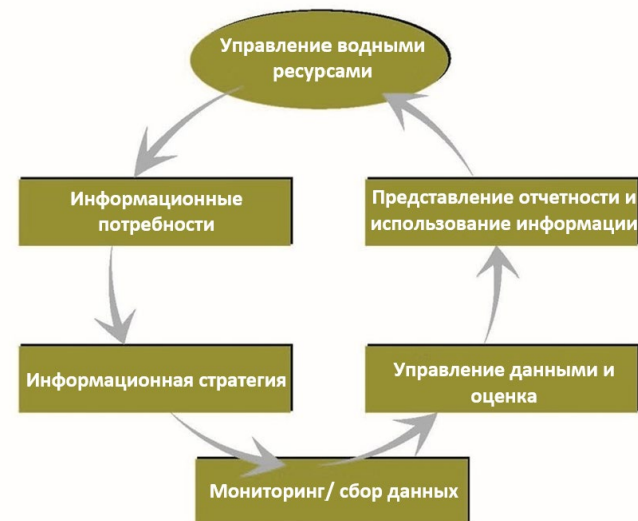 Управление водными
ресурсами
Информационные
потребности
Представление отчетности и
использование информации
Информационная стратегия
Управление данными и
оценка
Мониторинг/ сбор данных